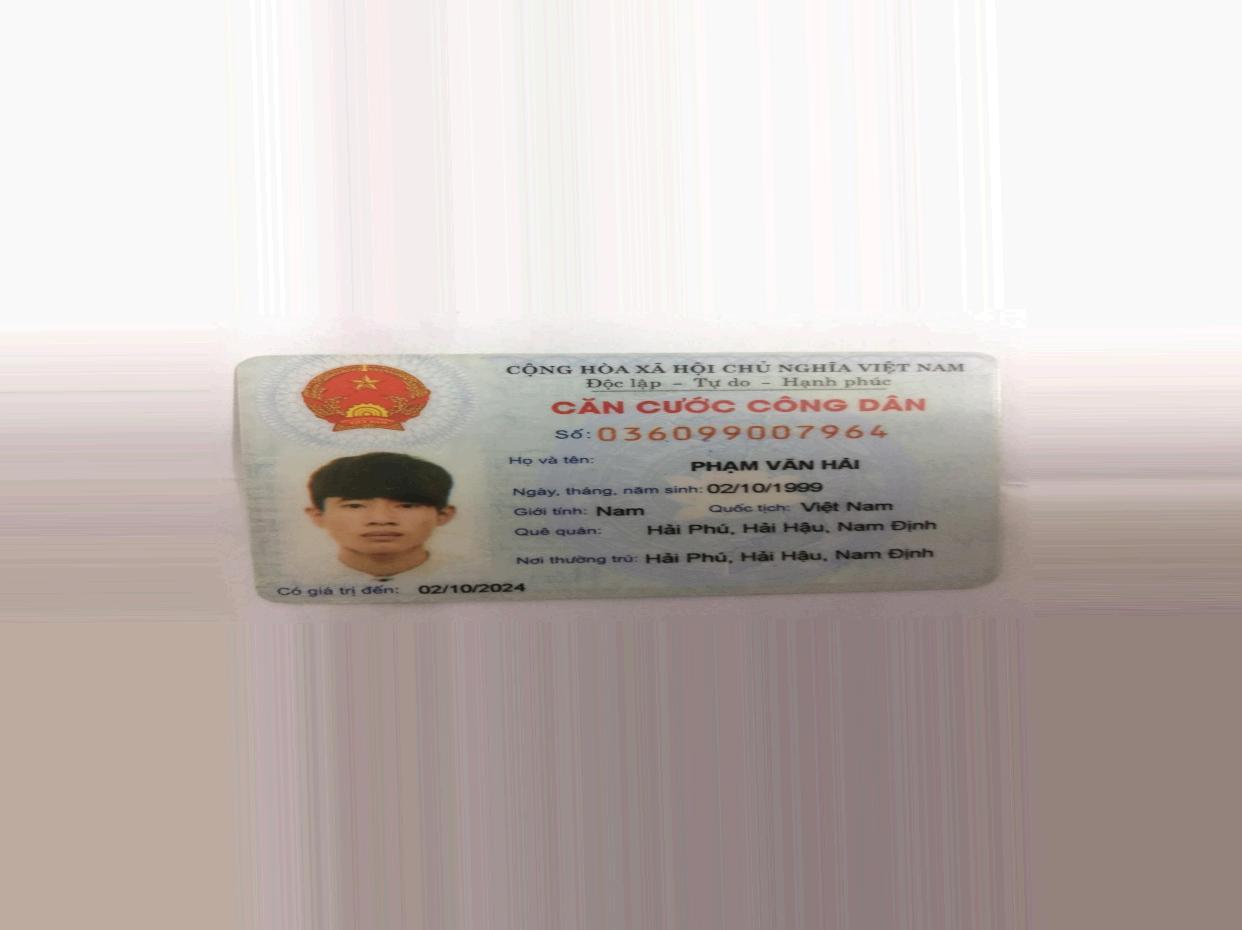 CỘNG HÒA XÃ HỘI CHỦ NGHĨA VIỆT NAM
Độc lập – Tự do – Hạnh phúc
CĂN CƯỚC CÔNG DÂN
Số: 036099007964
Họ và tên: PHẠM VĂN HẢI
Ngày, tháng, năm sinh: 02/10/1999
Giới tính: Nam Quốc tịch: Việt Nam
Quê quán: Hải Phú, Hải Hậu, Nam Định
Nơi thường trú: Hải Phú, Hải Hậu, Nam Định
Có giá trị đến: 02/10/2024